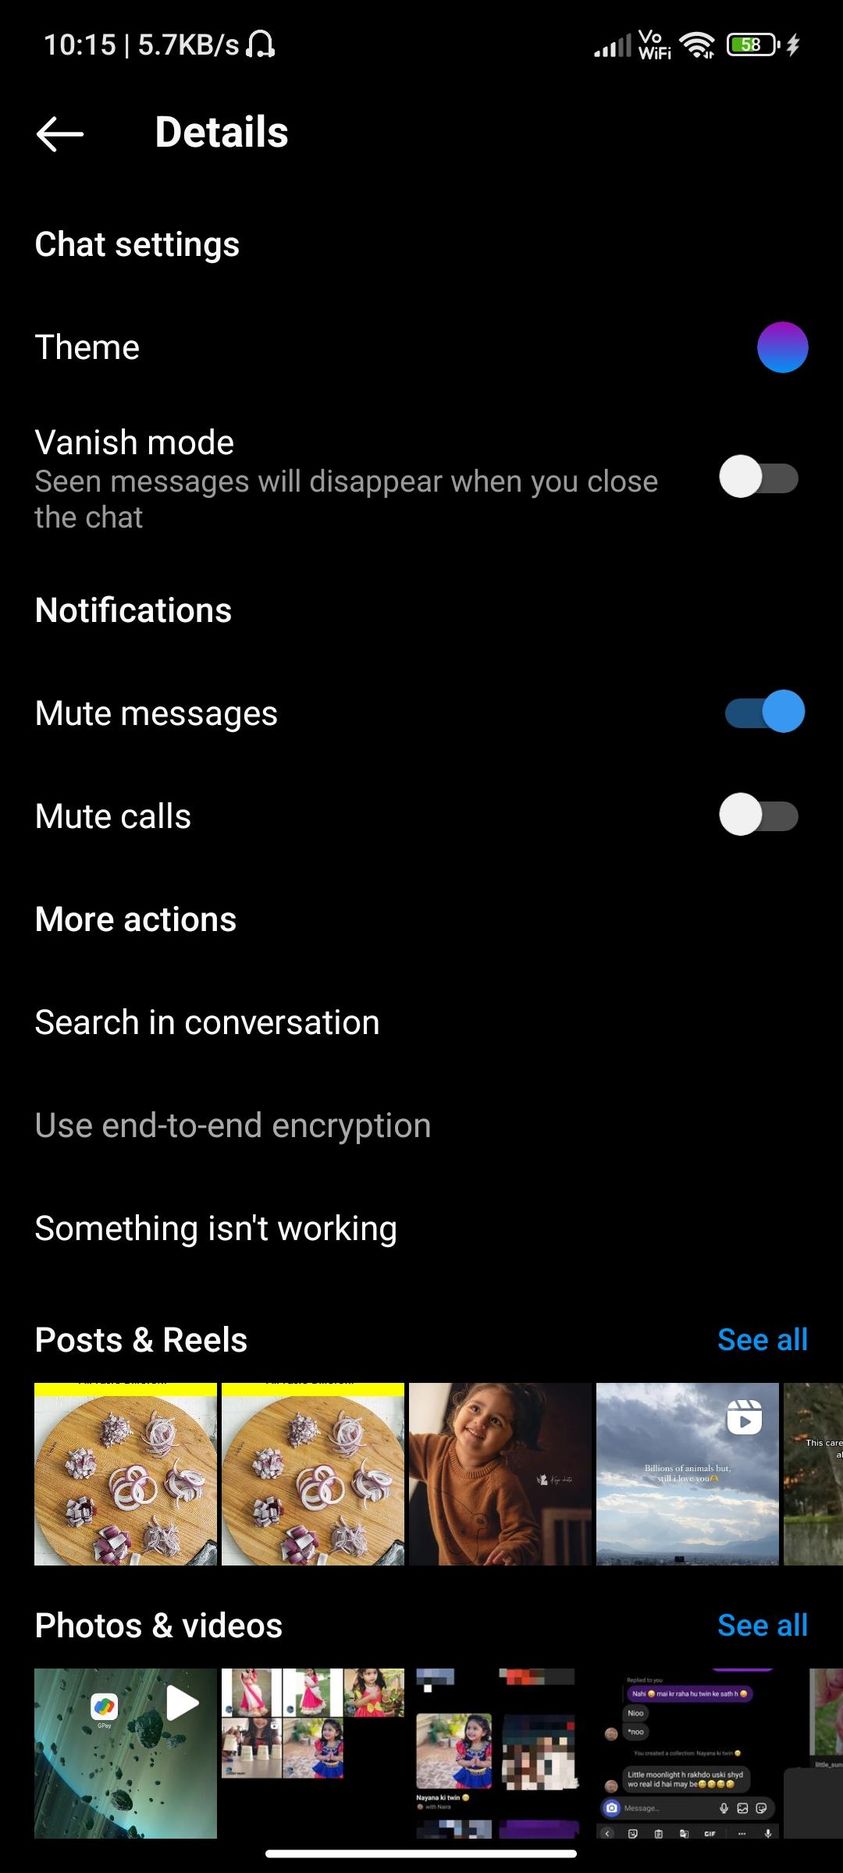 10:15 | 5.7KB/s
Vo
WiFi
58
Details
Chat settings
Theme
Vanish mode
Seen messages will disappear when you close
the chat
Notifications
Mute messages
Mute calls
More actions
Search in conversation
Use end-to-end encryption
Something isn't working
Posts & Reels
See all
Billions of animals but,
still i love you
This care
Photos & videos
See all
GPay
Nayana ki twin 😄
with Naira
Replied to you
Nahi 😄 mai kr raha hu twin ke sath h 😄
Nioo
*noo
You created a collection: Nayana ki twin 😄
Little moonlight h rakhdo uski shyd
wo real id hai may be🤣🤣🤣🤣
Message...
GIF